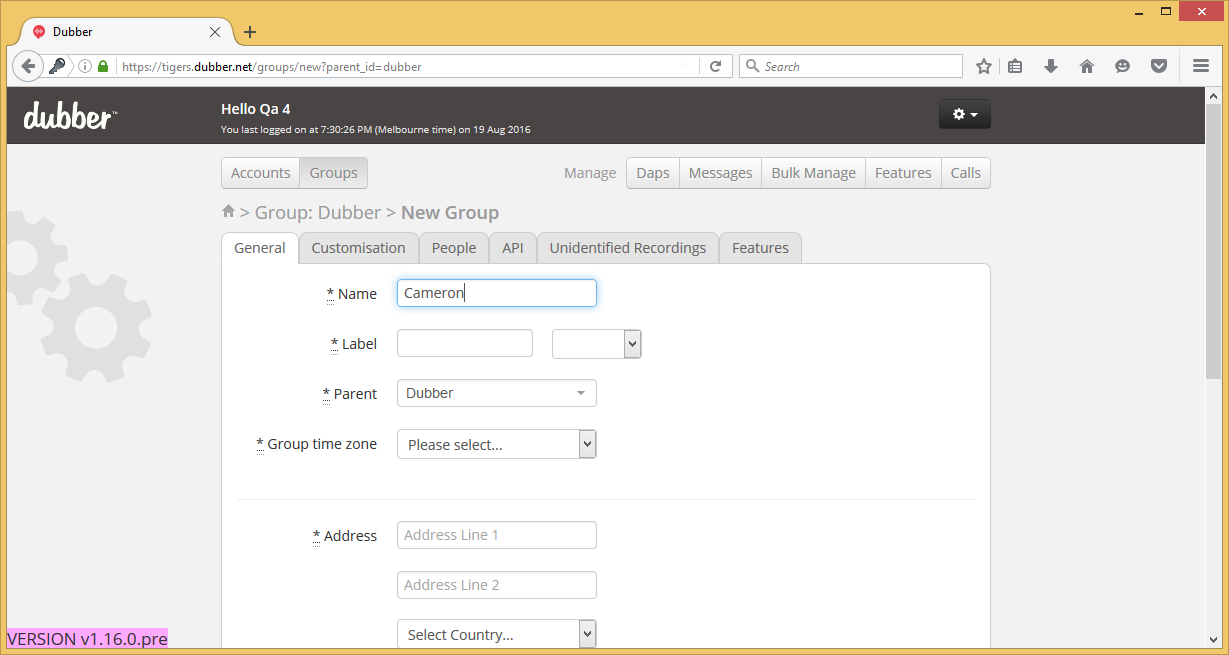 Dubber
https://tigers.dubber.net/groups/new?parent_id=dubber
Search
dubber™
Hello Qa 4
You last logged on at 7:30:26 PM (Melbourne time) on 19 Aug 2016
Accounts Groups Manage Daps Messages Bulk Manage Features Calls
> Group: Dubber > New Group
General Customisation People API Unidentified Recordings Features
* Name Cameron
* Label
* Parent Dubber
* Group time zone Please select...
* Address Address Line 1
Address Line 2
Select Country...
VERSION v1.16.0.pre